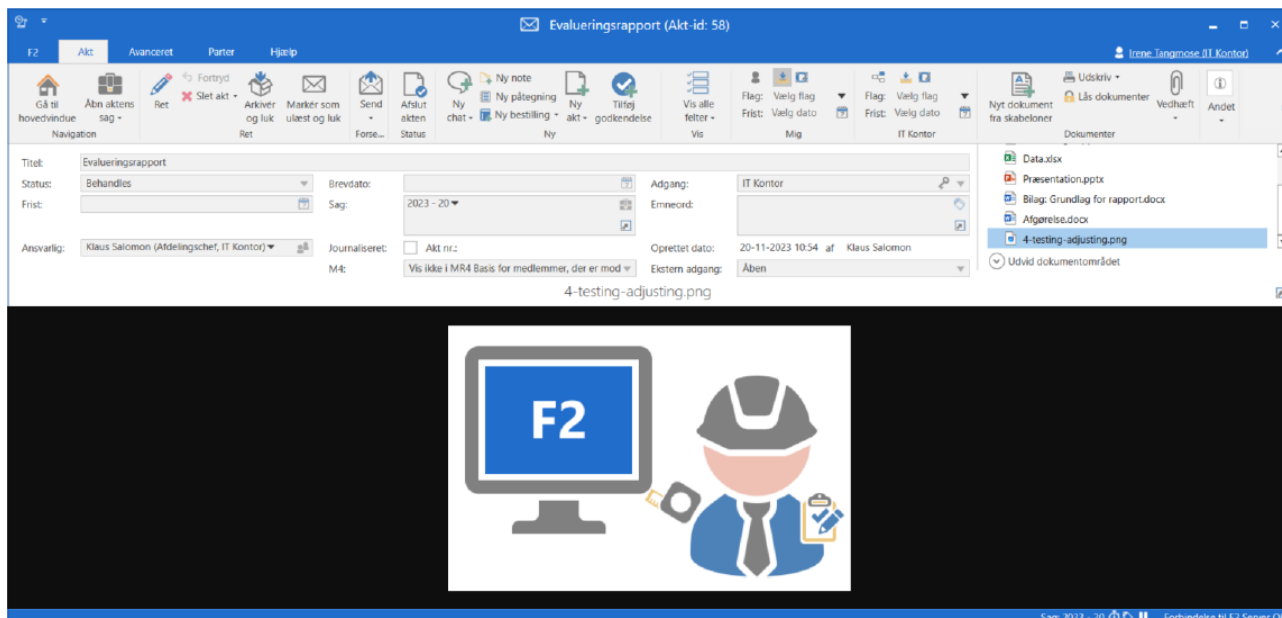 Evalueringsrapport (Akt-id: 58)
F2 Akt Avanceret Parter Hjælp Irene Tangmose (IT Kontor)
Gå til hovedvindue
Åbn aktens sag
Navigation
Ret
Fortryd
Slet akt
Arkivér og luk
Markér som ulæst og luk
Ret
Send
Forse...
Afslut akten
Status
Ny chat
Ny note
Ny påtegning
Ny bestilling
Ny akt
Tilføj godkendelse
Ny
Vis alle felter
Vis
Flag: Vælg flag
Frist: Vælg dato
Mig
Flag: Vælg flag
Frist: Vælg dato
IT Kontor
Nyt dokument fra skabeloner
Udskriv
Lås dokumenter
Vedhæft
Dokumenter
Andet
Titel: Evalueringsrapport
Status: Behandles Brevdato: Adgang: IT Kontor
Frist: Sag: 2023 - 20 Emneord:
Ansvarlig: Klaus Salomon (Afdelingschef, IT Kontor) Journaliseret: Akt nr.: Oprettet dato: 20-11-2023 10:54 af Klaus Salomon
M4: Vis ikke i MR4 Basis for medlemmer, der er mod Ekstern adgang: Åben
Data.xlsx
Præsentation.pptx
Bilag: Grundlag for rapport.docx
Afgørelse.docx
4-testing-adjusting.png
Udvid dokumentområdet
4-testing-adjusting.png
F2
Sag: 2023 - 20 Forbindelse til F2 Server